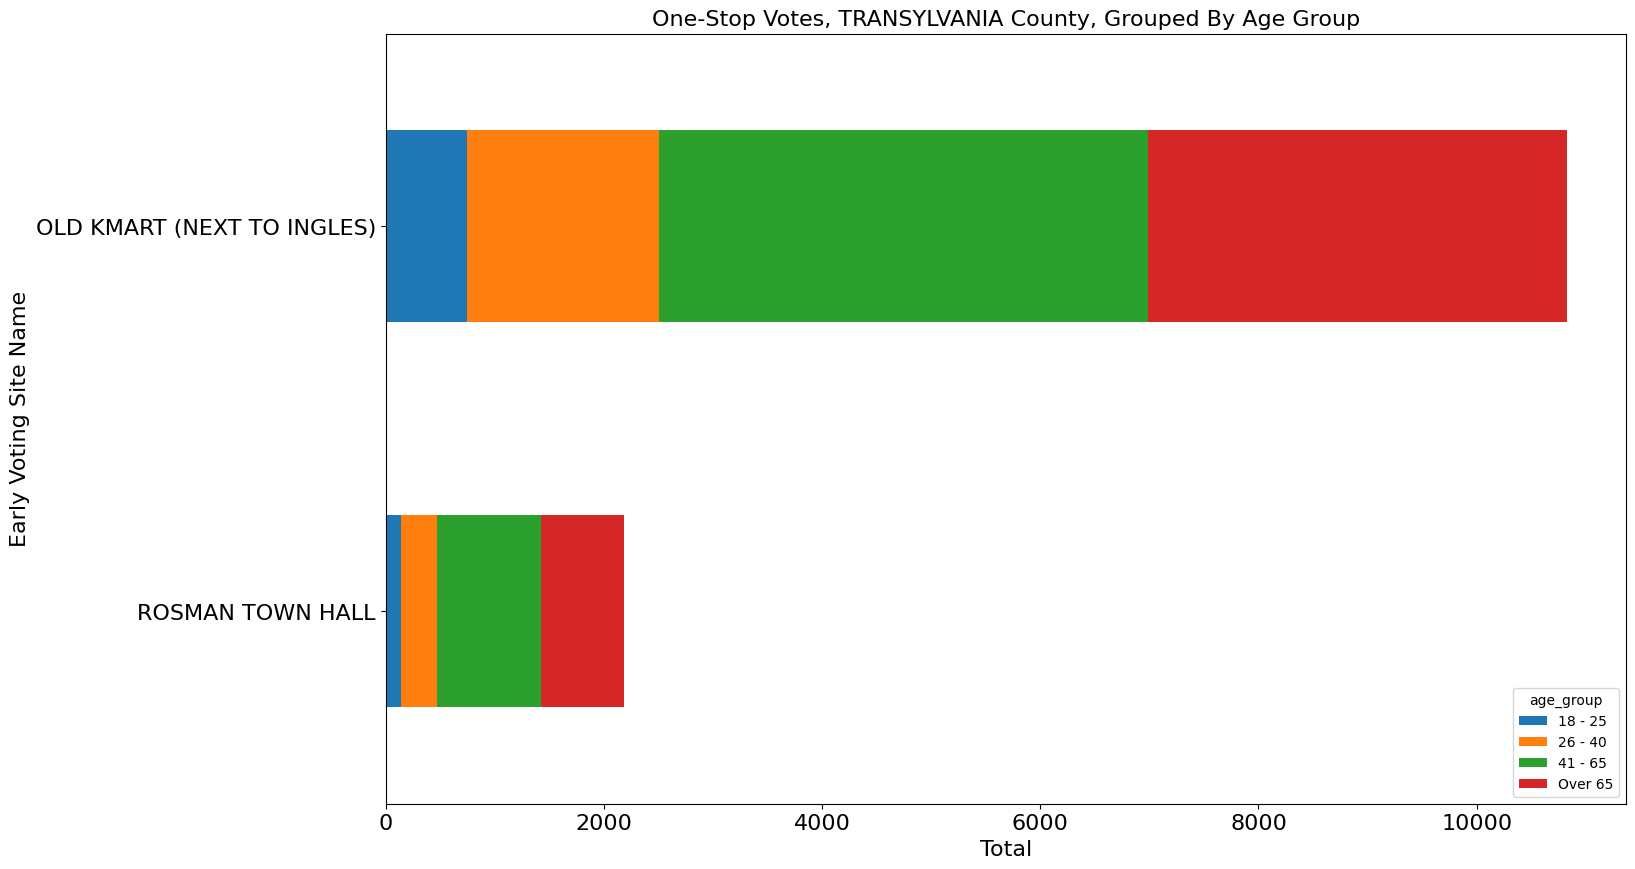 One-Stop Votes, TRANSYLVANIA County, Grouped By Age Group
Early Voting Site Name
OLD KMART (NEXT TO INGLES)
ROSMAN TOWN HALL
age_group
18 - 25
26 - 40
41 - 65
Over 65
0 2000 4000 6000 8000 10000
Total